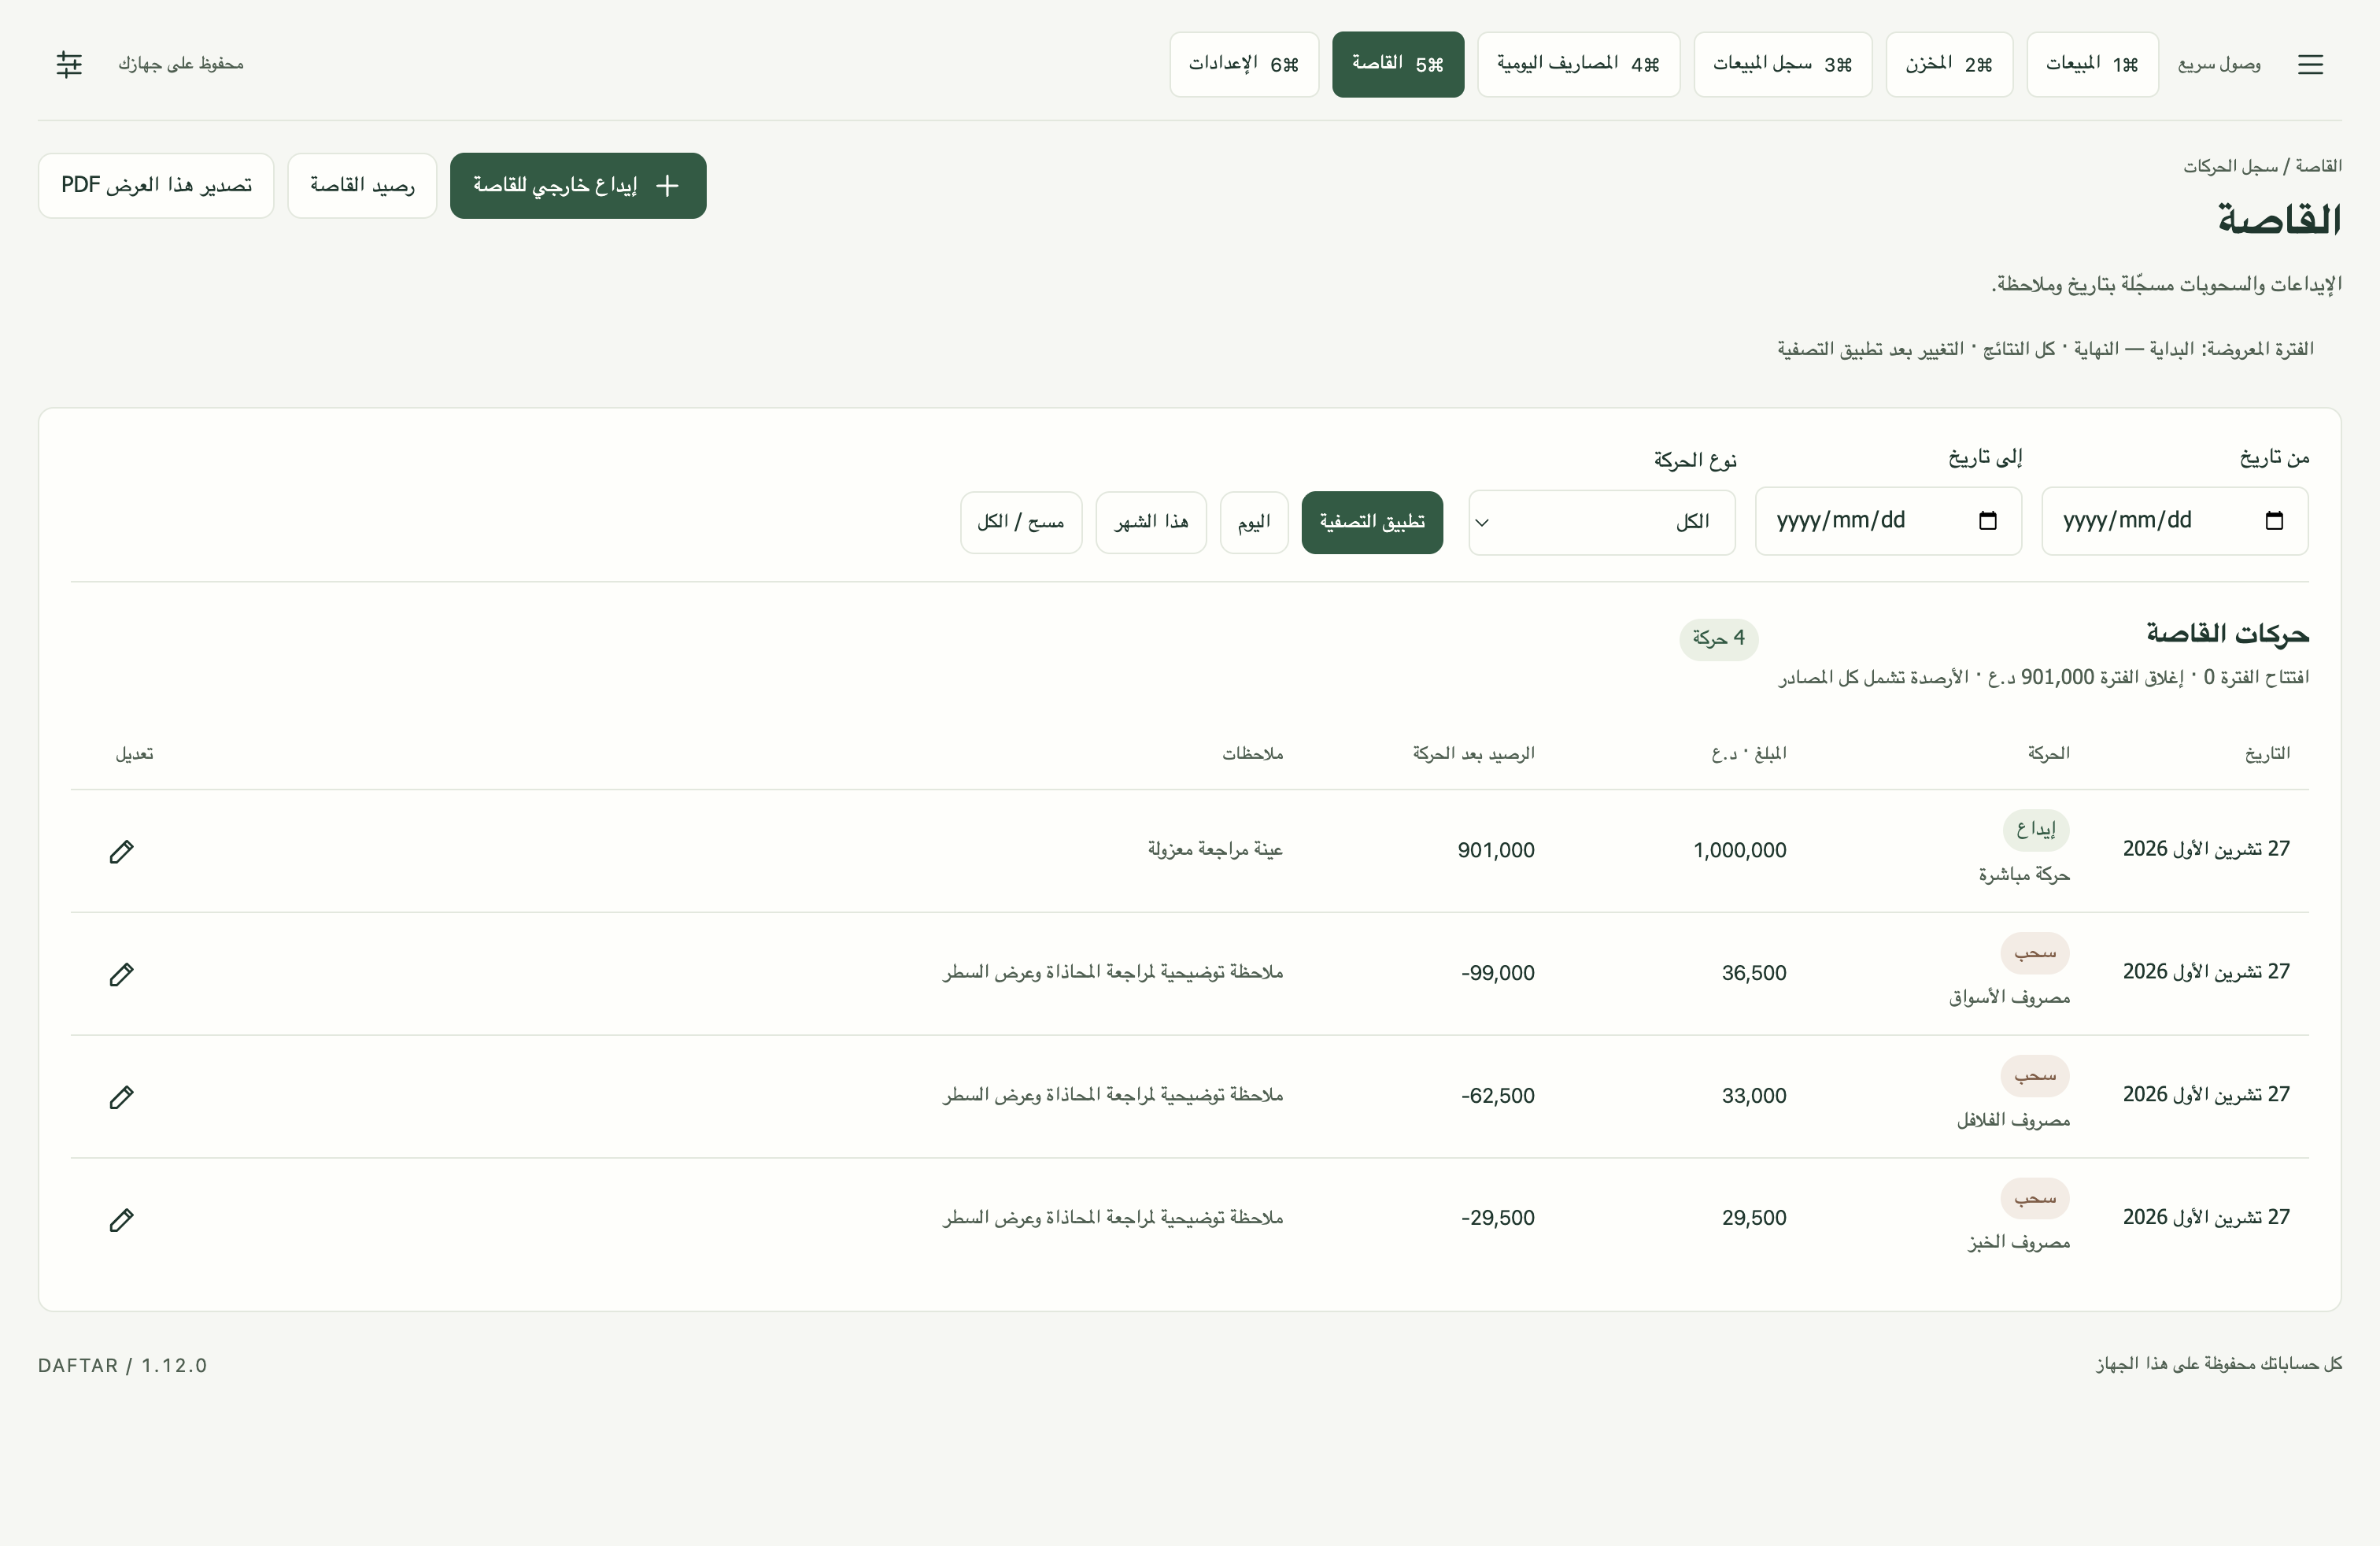 وصول سريع
⌘1 المبيعات
⌘2 المخزن
⌘3 سجل المبيعات
⌘4 المصاريف اليومية
⌘5 القاصة
⌘6 الإعدادات
محفوظ على جهازك
القاصة / سجل الحركات
القاصة
الإيداعات والسحوبات مسجّلة بتاريخ وملاحظة.
إيداع خارجي للقاصة
رصيد القاصة
تصدير هذا العرض PDF
الفترة المعروضة: البداية — النهاية · كل النتائج · التغيير بعد تطبيق التصفية
من تاريخ
yyyy/mm/dd
إلى تاريخ
yyyy/mm/dd
نوع الحركة
الكل
تطبيق التصفية
اليوم
هذا الشهر
مسح / الكل
حركات القاصة
4 حركة
افتتاح الفترة 0 · إغلاق الفترة 901,000 د.ع · الأرصدة تشمل كل المصادر
التاريخ الحركة المبلغ · د.ع الرصيد بعد الحركة ملاحظات تعديل
27 تشرين الأول 2026 إيداع 1,000,000 901,000 عينة مراجعة معزولة
حركة مباشرة
27 تشرين الأول 2026 سحب 36,500 -99,000 ملاحظة توضيحية لمراجعة المحاذاة وعرض السطر
مصروف الأسواق
27 تشرين الأول 2026 سحب 33,000 -62,500 ملاحظة توضيحية لمراجعة المحاذاة وعرض السطر
مصروف الفلافل
27 تشرين الأول 2026 سحب 29,500 -29,500 ملاحظة توضيحية لمراجعة المحاذاة وعرض السطر
مصروف الخبز
كل حساباتك محفوظة على هذا الجهاز
DAFTAR / 1.12.0